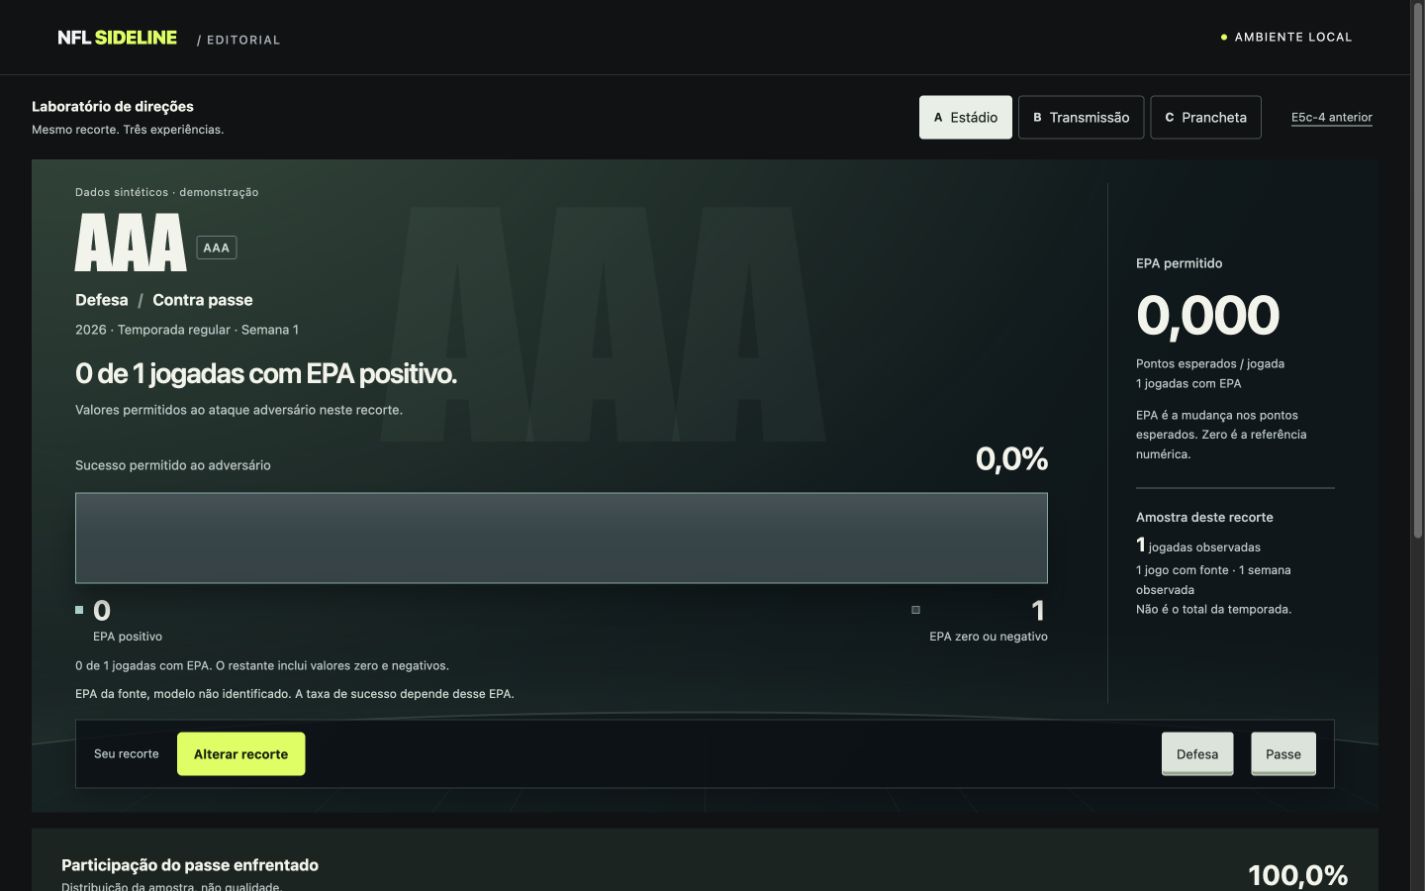 NFL SIDELINE / EDITORIAL
AMBIENTE LOCAL
Laboratório de direções
Mesmo recorte. Três experiências.
A Estádio
B Transmissão
C Prancheta
E5c-4 anterior
Dados sintéticos · demonstração
AAA
AAA AAA
Defesa / Contra passe
2026 · Temporada regular · Semana 1
0 de 1 jogadas com EPA positivo.
Valores permitidos ao ataque adversário neste recorte.
Sucesso permitido ao adversário
0,0%
0
EPA positivo
1
EPA zero ou negativo
0 de 1 jogadas com EPA. O restante inclui valores zero e negativos.
EPA da fonte, modelo não identificado. A taxa de sucesso depende desse EPA.
EPA permitido
0,000
Pontos esperados / jogada
1 jogadas com EPA
EPA é a mudança nos pontos
esperados. Zero é a referência
numérica.
Amostra deste recorte
1 jogadas observadas
1 jogo com fonte · 1 semana
observada
Não é o total da temporada.
Seu recorte
Alterar recorte
Defesa
Passe
Participação do passe enfrentado
Distribuição da amostra, não qualidade.
100,0%